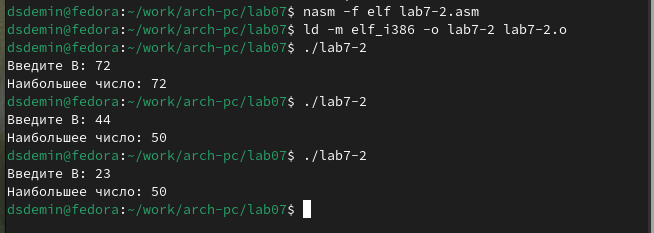 dsdemin@fedora:~/work/arch-pc/lab07$ nasm -f elf lab7-2.asm
dsdemin@fedora:~/work/arch-pc/lab07$ ld -m elf_i386 -o lab7-2 lab7-2.o
dsdemin@fedora:~/work/arch-pc/lab07$ ./lab7-2
Введите В: 72
Наибольшее число: 72
dsdemin@fedora:~/work/arch-pc/lab07$ ./lab7-2
Введите В: 44
Наибольшее число: 50
dsdemin@fedora:~/work/arch-pc/lab07$ ./lab7-2
Введите В: 23
Наибольшее число: 50
dsdemin@fedora:~/work/arch-pc/lab07$